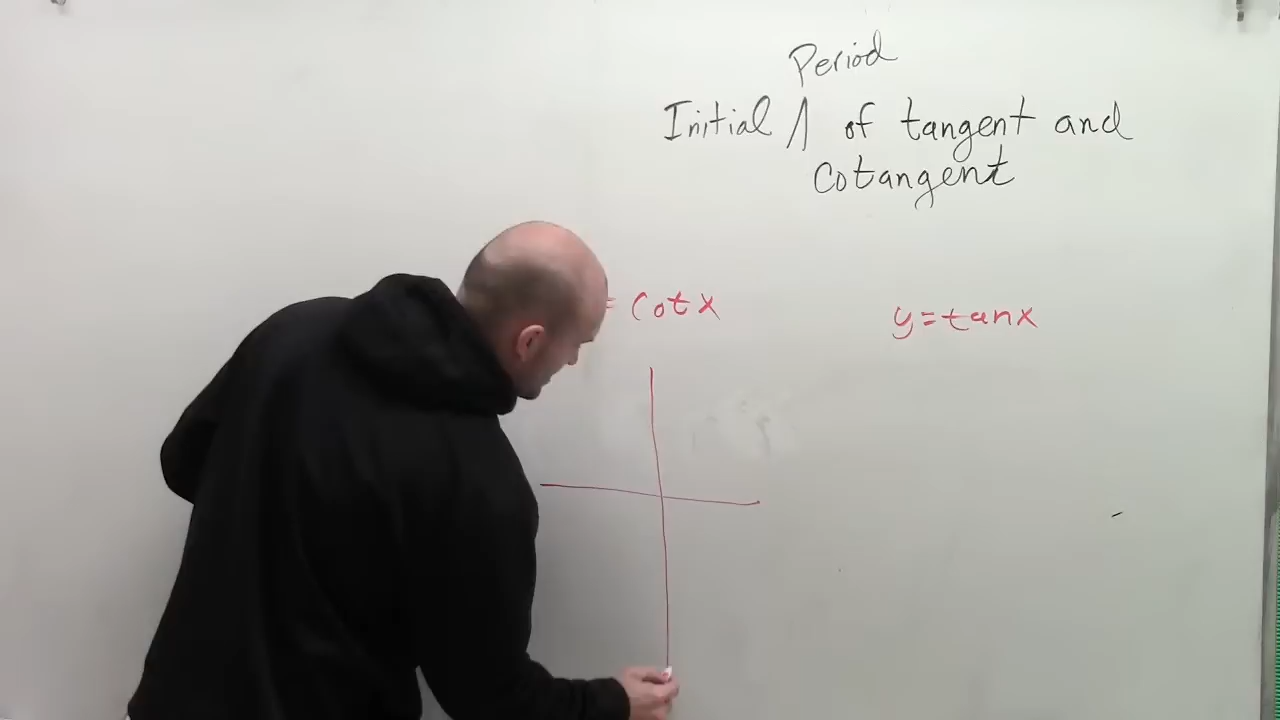 Period
Initial /\ of tangent and
Cotangent
= cotx
y=tanx